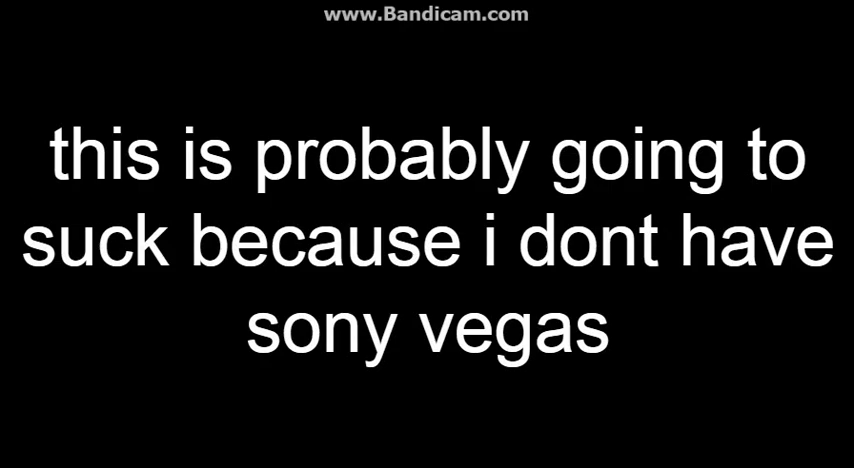 www.Bandicam.com
this is probably going to
suck because i dont have
sony vegas